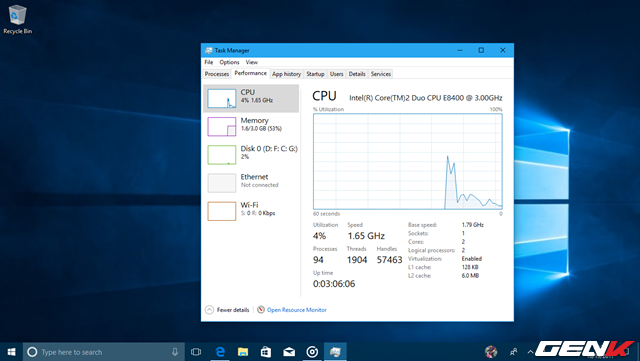 Recycle Bin
Task Manager
File Options View
Processes Performance App history Startup Users Details Services
CPU
4% 1.65 GHz
Memory
1.6/3.0 GB (53%)
Disk 0 (D: F: C: G:)
2%
Ethernet
Not connected
Wi-Fi
S: 0 R: 0 Kbps
CPU Intel(R) Core(TM)2 Duo CPU E8400 @ 3.00GHz
% Utilization 100%
60 seconds 0
Utilization Speed
4% 1.65 GHz
Processes Threads Handles
94 1904 57463
Up time
0:03:06:06
Base speed: 1.79 GHz
Sockets: 1
Cores: 2
Logical processors: 2
Virtualization: Enabled
L1 cache: 128 KB
L2 cache: 6.0 MB
Fewer details Open Resource Monitor
Type here to search
GENK